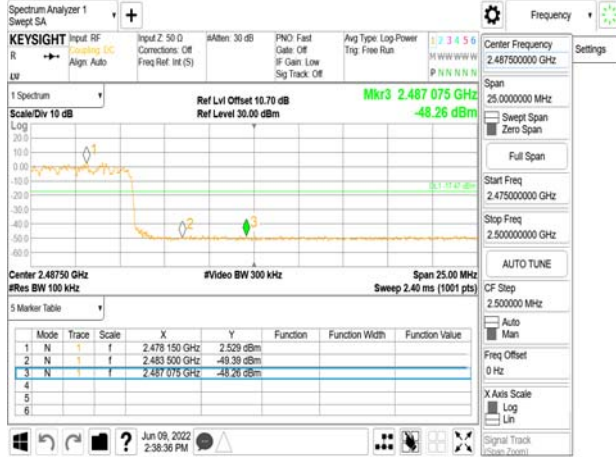 Spectrum Analyzer 1
Swept SA
+
Frequency
Settings
KEYSIGHT
R
LV
Input: RF
Coupling: DC
Align: Auto
Input Z: 50 Ω
Corrections: Off
Freq Ref: Int (S)
#Atten: 30 dB
PNO: Fast
Gate: Off
IF Gain: Low
Sig Track: Off
Avg Type: Log-Power
Trig: Free Run
1 2 3 4 5 6
M W W W W W
P N N N N N
1 Spectrum
Scale/Div 10 dB
Ref Lvl Offset 10.70 dB
Ref Level 30.00 dBm
Mkr3 2.487 075 GHz
-48.26 dBm
Log
20.0
10.0
0.00
-10.0
-20.0
-30.0
-40.0
-50.0
-60.0
1
2
3
Center 2.48750 GHz
#Res BW 100 kHz
#Video BW 300 kHz
Span 25.00 MHz
Sweep 2.40 ms (1001 pts)
5 Marker Table
Mode Trace Scale X Y Function Function Width Function Value
1 N 1 f 2.478 150 GHz 2.529 dBm
2 N 1 f 2.483 500 GHz -49.39 dBm
3 N 1 f 2.487 075 GHz -48.26 dBm
4
5
6
Jun 09, 2022
2:38:36 PM
?
Center Frequency
2.487500000 GHz
Span
25.0000000 MHz
Swept Span
Zero Span
Full Span
Start Freq
2.475000000 GHz
Stop Freq
2.500000000 GHz
AUTO TUNE
CF Step
2.500000 MHz
Auto
Man
Freq Offset
0 Hz
X Axis Scale
Log
Lin
Signal Track
(Span Zoom)